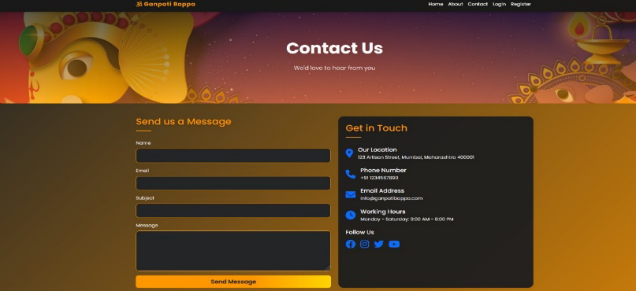 ॐ Ganpati Bappa
Home About Contact Login Register
Contact Us
We'd love to hear from you
Send us a Message
Name
Email
Subject
Message
Send Message
Get in Touch
Our Location
123 Artisan Street, Mumbai, Maharashtra 400001
Phone Number
+91 1234567893
Email Address
info@ganpatibappa.com
Working Hours
Monday - Saturday: 9:00 AM - 8:00 PM
Follow Us